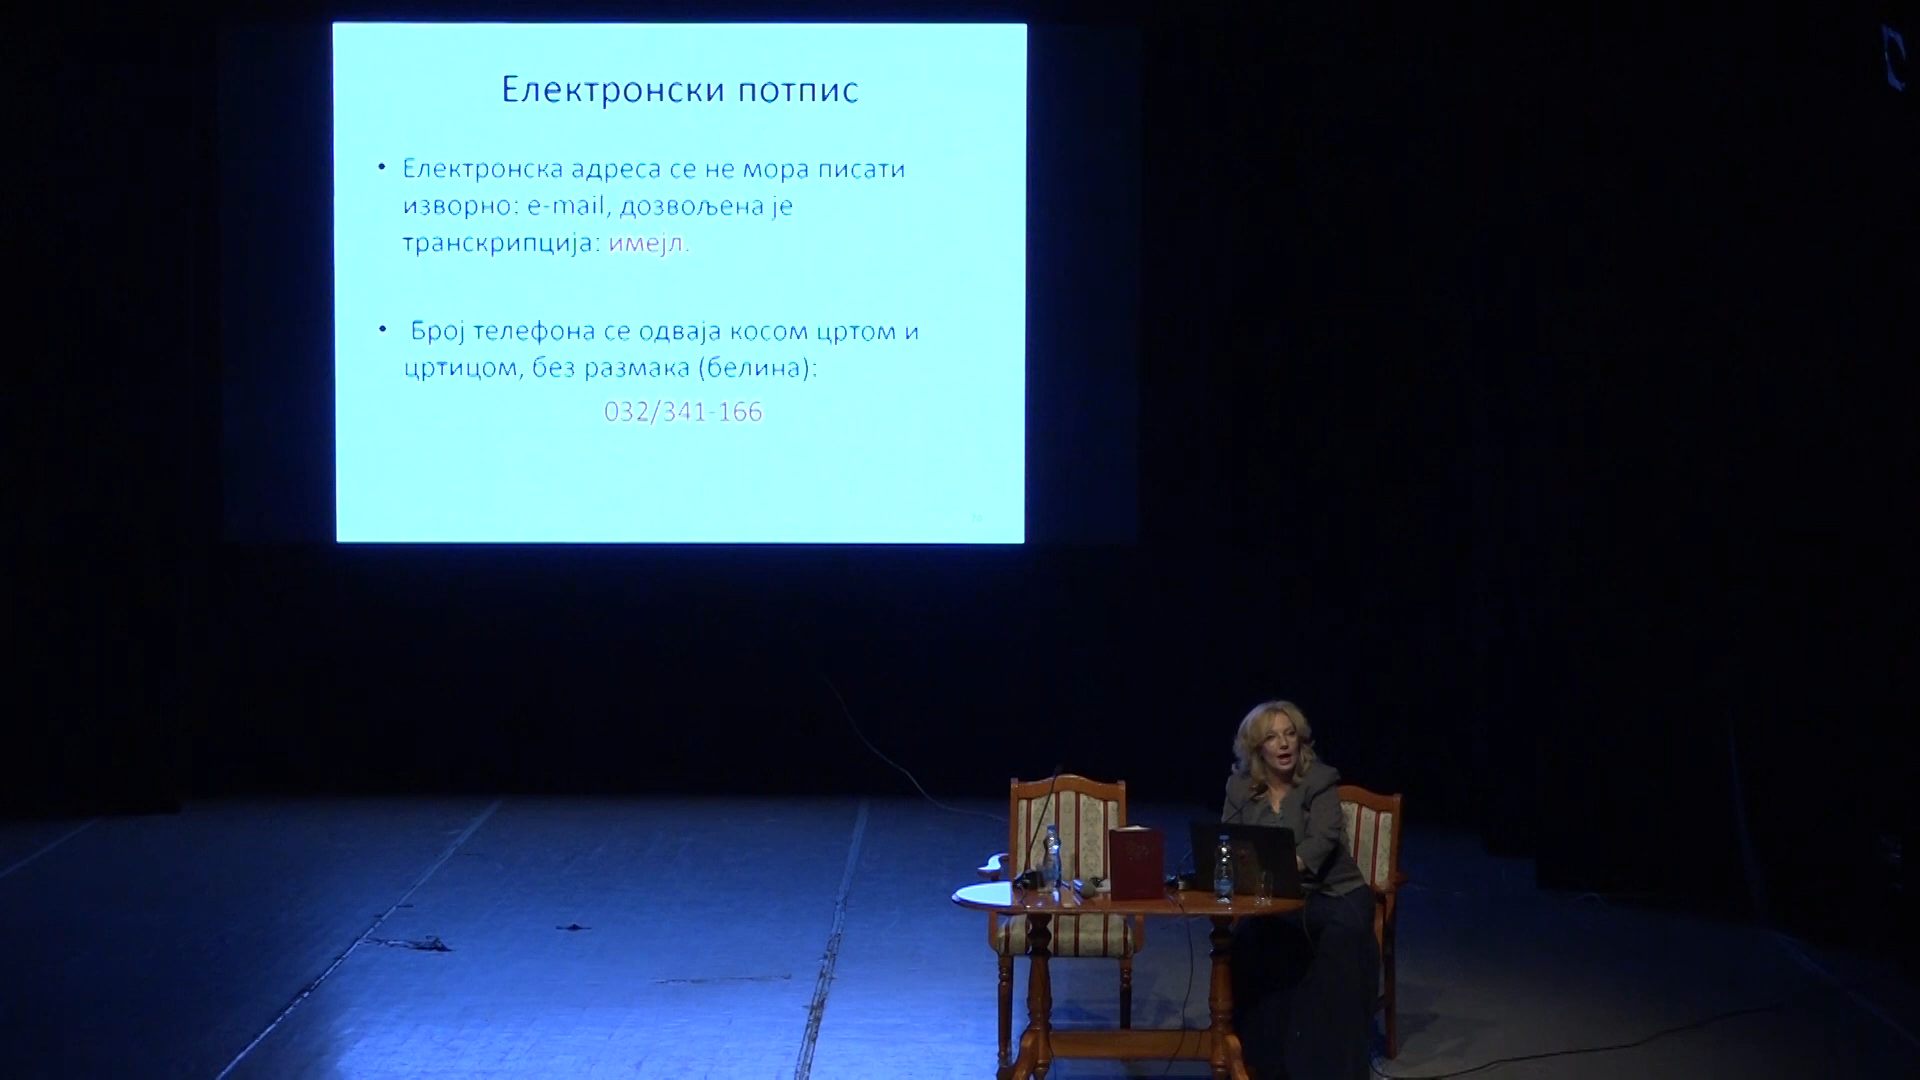 Електронски потпис
• Електронска адреса се не мора писати
изворно: e-mail, дозвољена је
транскрипција: имејл.
• Број телефона се одваја косом цртом и
цртицом, без размака (белина):
032/341-166